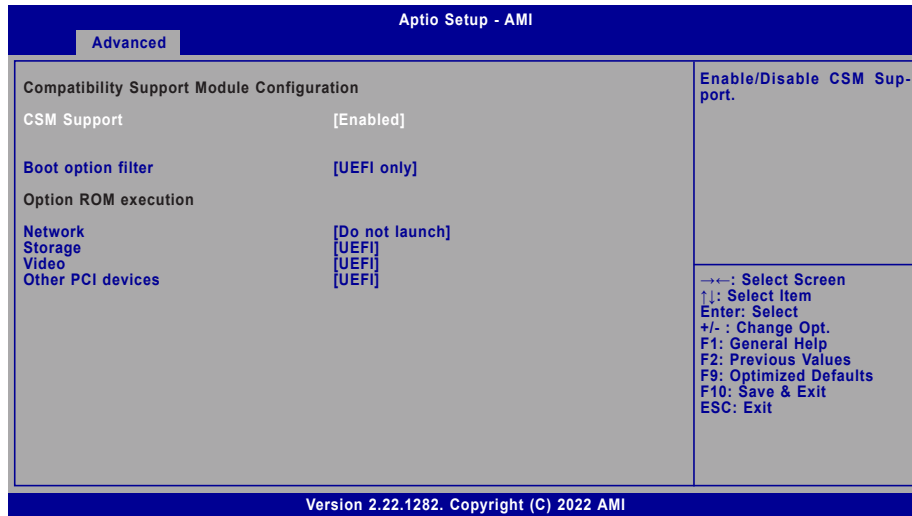 Aptio Setup - AMI
Advanced
Compatibility Support Module Configuration
CSM Support [Enabled]
Boot option filter [UEFI only]
Option ROM execution
Network [Do not launch]
Storage [UEFI]
Video [UEFI]
Other PCI devices [UEFI]
Enable/Disable CSM Sup-
port.
→←: Select Screen
↑↓: Select Item
Enter: Select
+/- : Change Opt.
F1: General Help
F2: Previous Values
F9: Optimized Defaults
F10: Save & Exit
ESC: Exit
Version 2.22.1282. Copyright (C) 2022 AMI